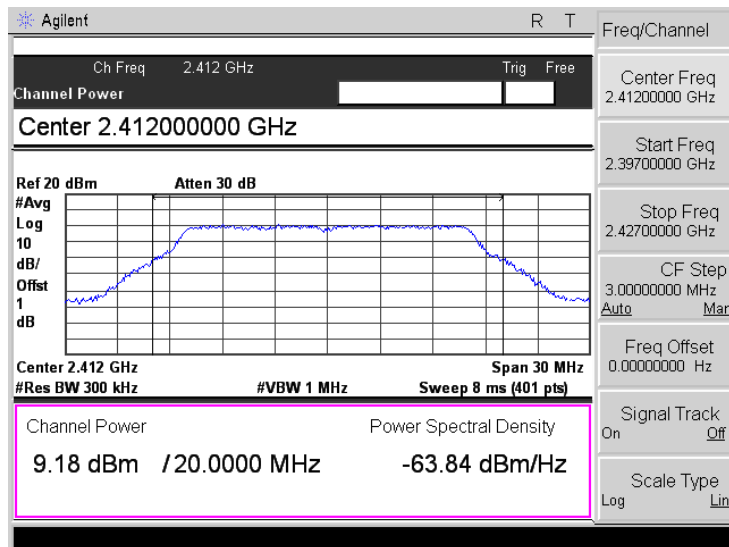 Agilent R T
Ch Freq 2.412 GHz Trig Free
Channel Power
Center 2.412000000 GHz
Ref 20 dBm Atten 30 dB
#Avg
Log
10
dB/
Offst
1
dB
Center 2.412 GHz Span 30 MHz
#Res BW 300 kHz #VBW 1 MHz Sweep 8 ms (401 pts)
Channel Power Power Spectral Density
9.18 dBm / 20.0000 MHz -63.84 dBm/Hz
Freq/Channel
Center Freq
2.41200000 GHz
Start Freq
2.39700000 GHz
Stop Freq
2.42700000 GHz
CF Step
3.00000000 MHz
Auto Man
Freq Offset
0.00000000 Hz
Signal Track
On Off
Scale Type
Log Lin